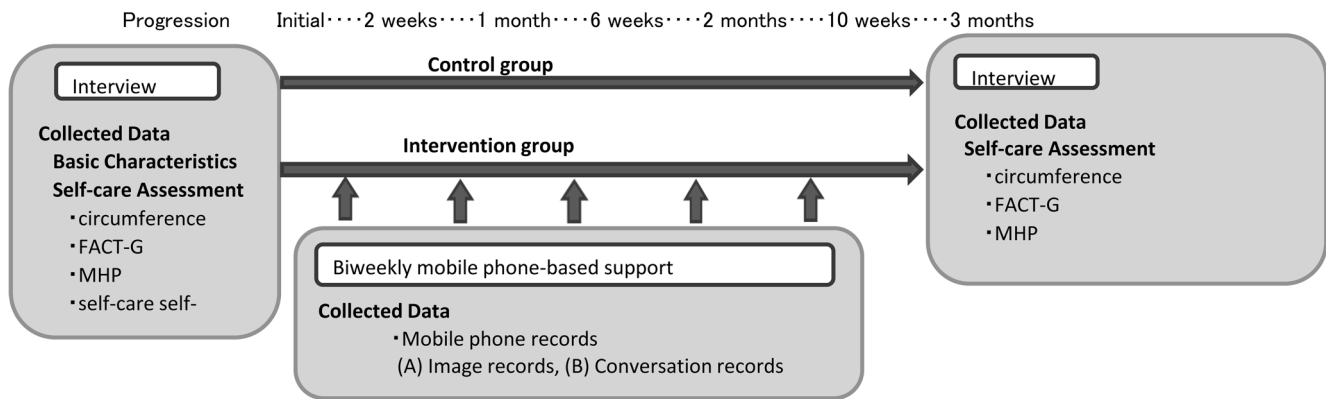 Progression Initial････2 weeks････1 month････6 weeks････2 months････10 weeks････3 months
Interview
Collected Data
Basic Characteristics
Self-care Assessment
･circumference
･FACT-G
･MHP
･self-care self-
Control group
Intervention group
Biweekly mobile phone-based support
Collected Data
･Mobile phone records
(A) Image records, (B) Conversation records
Interview
Collected Data
Self-care Assessment
･circumference
･FACT-G
･MHP